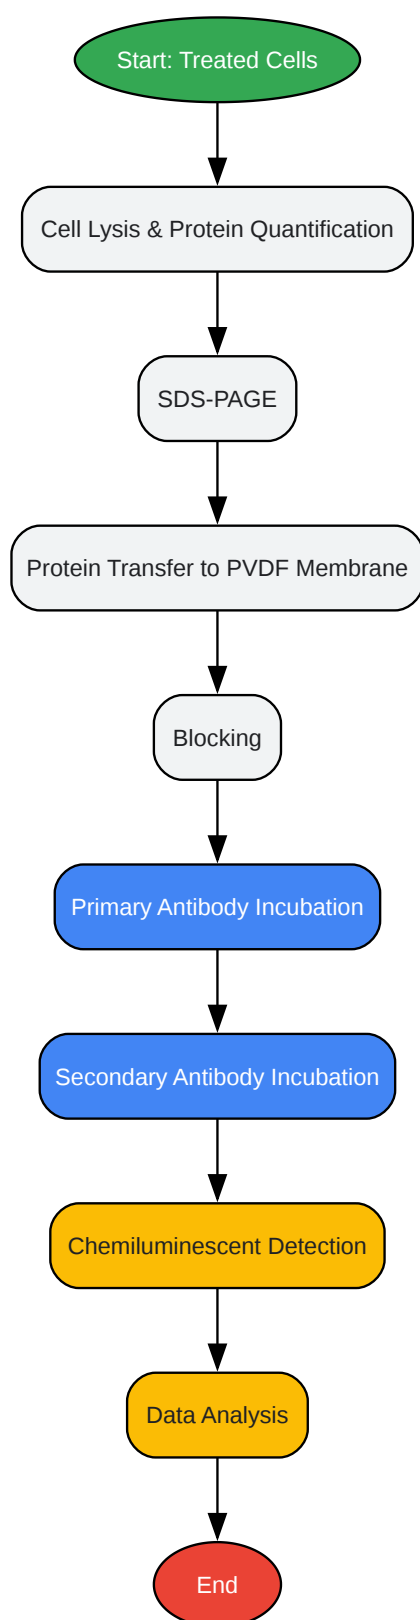 Start: Treated Cells
Cell Lysis & Protein Quantification
SDS-PAGE
Protein Transfer to PVDF Membrane
Blocking
Primary Antibody Incubation
Secondary Antibody Incubation
Chemiluminescent Detection
Data Analysis
End